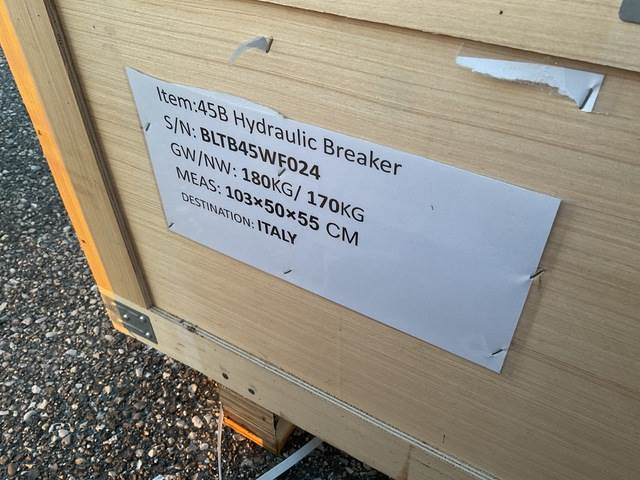 Item:45B Hydraulic Breaker
S/N: BLTB45WF024
GW/NW: 180KG/ 170KG
MEAS: 103×50×55 CM
DESTINATION: ITALY